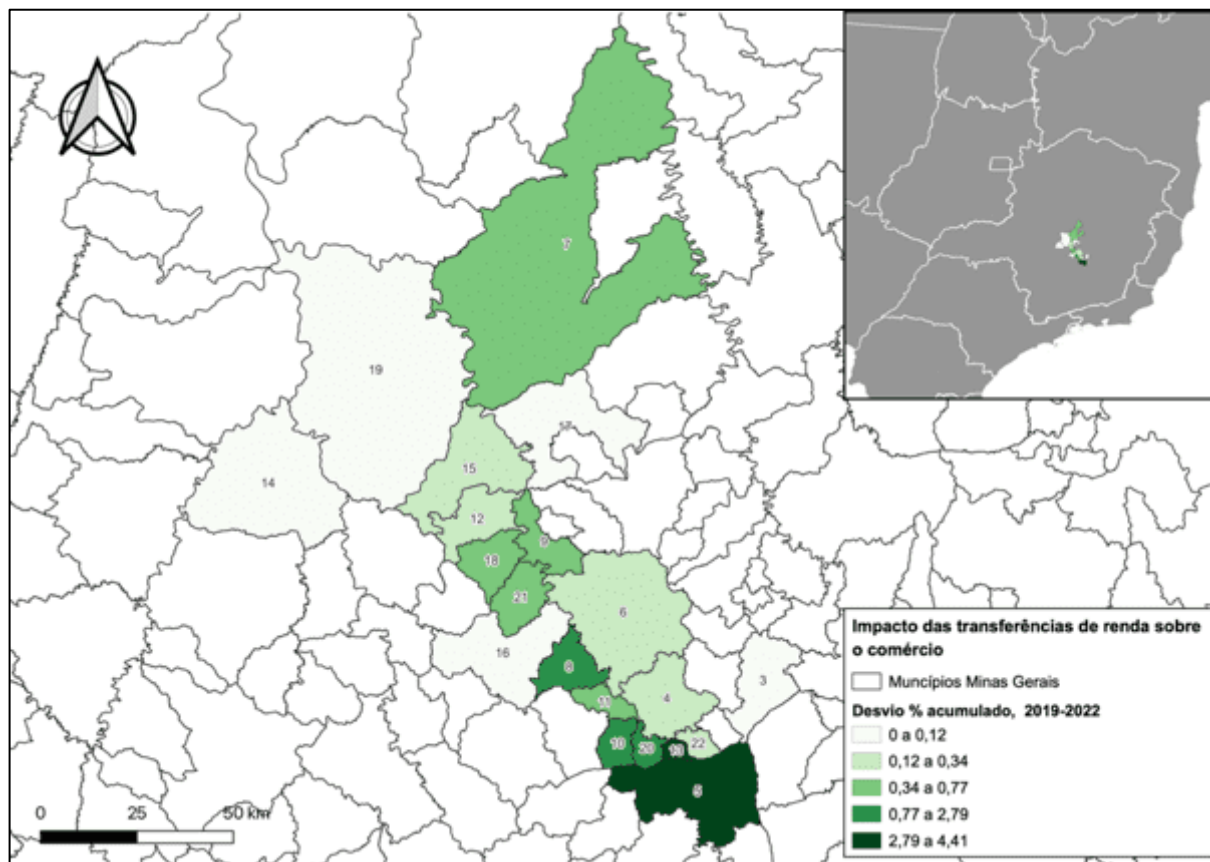 7
19
17
14
15
12
9
18
21
6
16
8
3
4
11
10
20
13
22
5
0 25 50 km
Impacto das transferências de renda sobre
o comércio
Muncípios Minas Gerais
Desvio % acumulado, 2019-2022
0 a 0,12
0,12 a 0,34
0,34 a 0,77
0,77 a 2,79
2,79 a 4,41